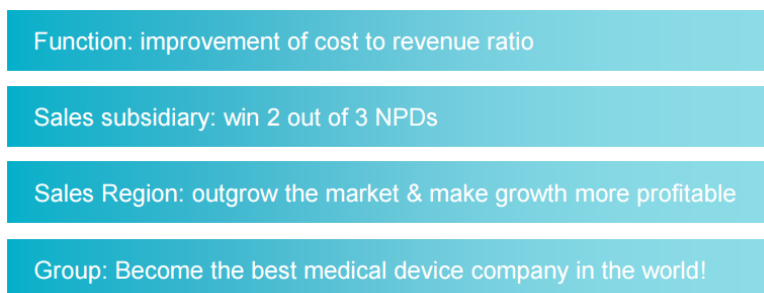 Function: improvement of cost to revenue ratio
Sales subsidiary: win 2 out of 3 NPDs
Sales Region: outgrow the market & make growth more profitable
Group: Become the best medical device company in the world!